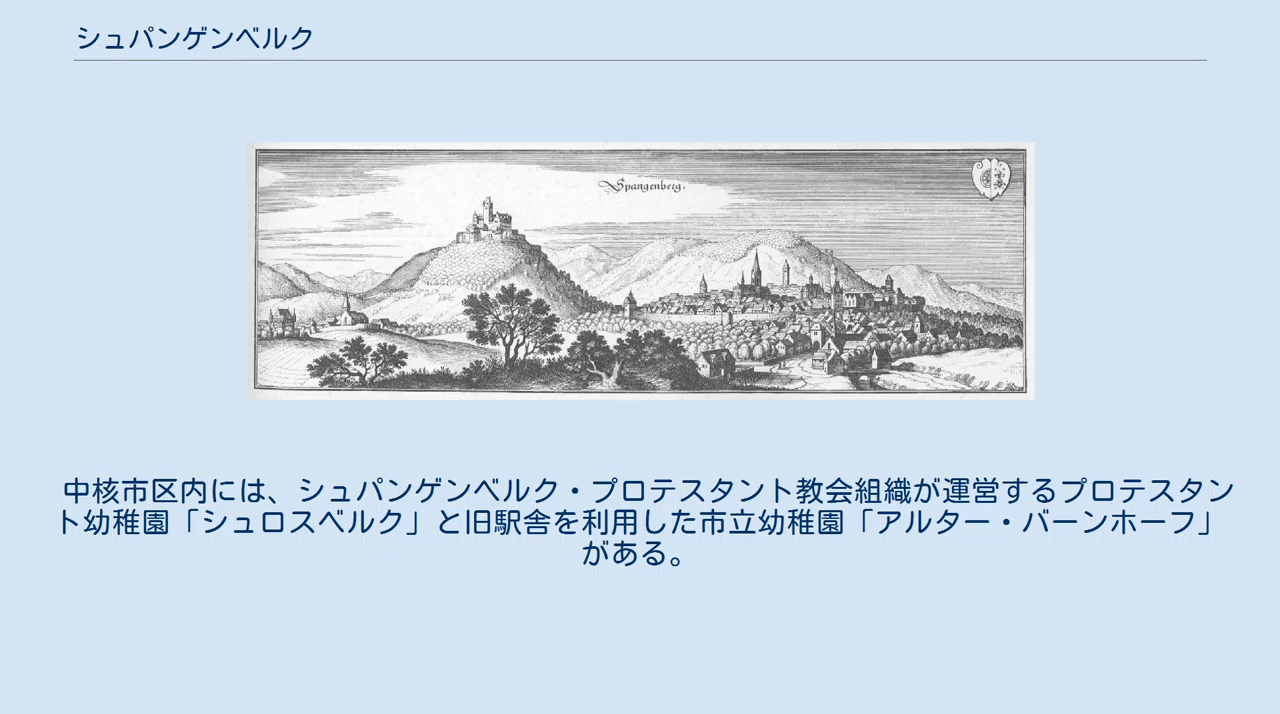 シュパンゲンベルク
Spangenberg.
中核市区内には、シュパンゲンベルク・プロテスタント教会組織が運営するプロテスタン
ト幼稚園「シュロスベルク」と旧駅舎を利用した市立幼稚園「アルター・バーンホーフ」
がある。